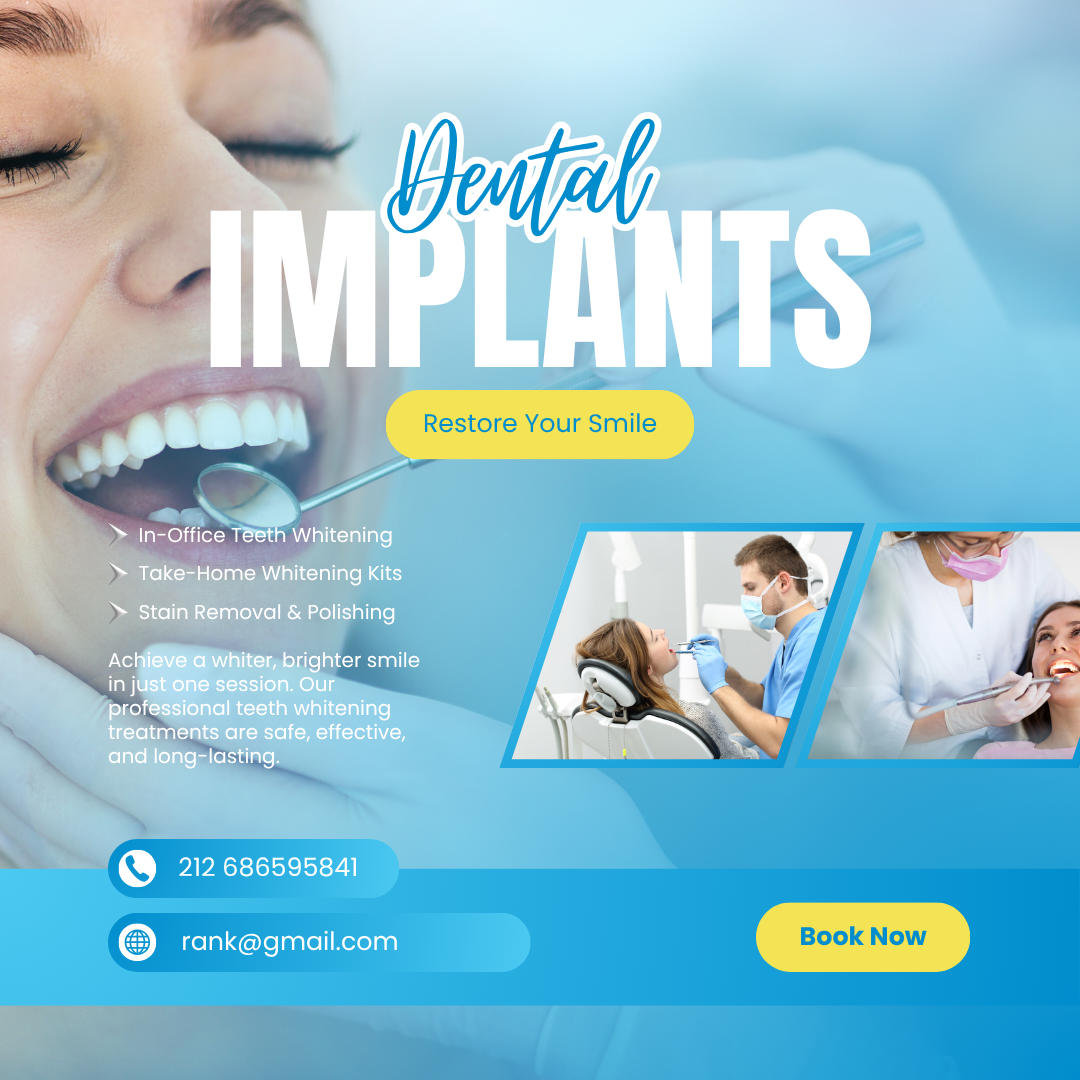 Dental
IMPLANTS
Restore Your Smile
In-Office Teeth Whitening
Take-Home Whitening Kits
Stain Removal & Polishing
Achieve a whiter, brighter smile
in just one session. Our
professional teeth whitening
treatments are safe, effective,
and long-lasting.
212 686595841
rank@gmail.com
Book Now